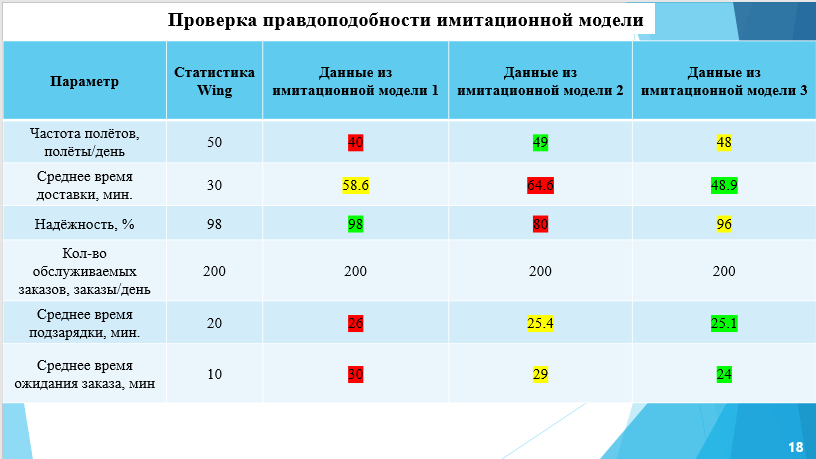 Проверка правдоподобности имитационной модели
Параметр
Статистика
Wing
Данные из
имитационной модели 1
Данные из
имитационной модели 2
Данные из
имитационной модели 3
Частота полётов,
полёты/день
50
40
49
48
Среднее время
доставки, мин.
30
58.6
64.6
48.9
Надёжность, %
98
98
80
96
Кол-во
обслуживаемых
заказов, заказы/день
200
200
200
200
Среднее время
подзарядки, мин.
20
26
25.4
25.1
Среднее время
ожидания заказа, мин
10
30
29
24
18